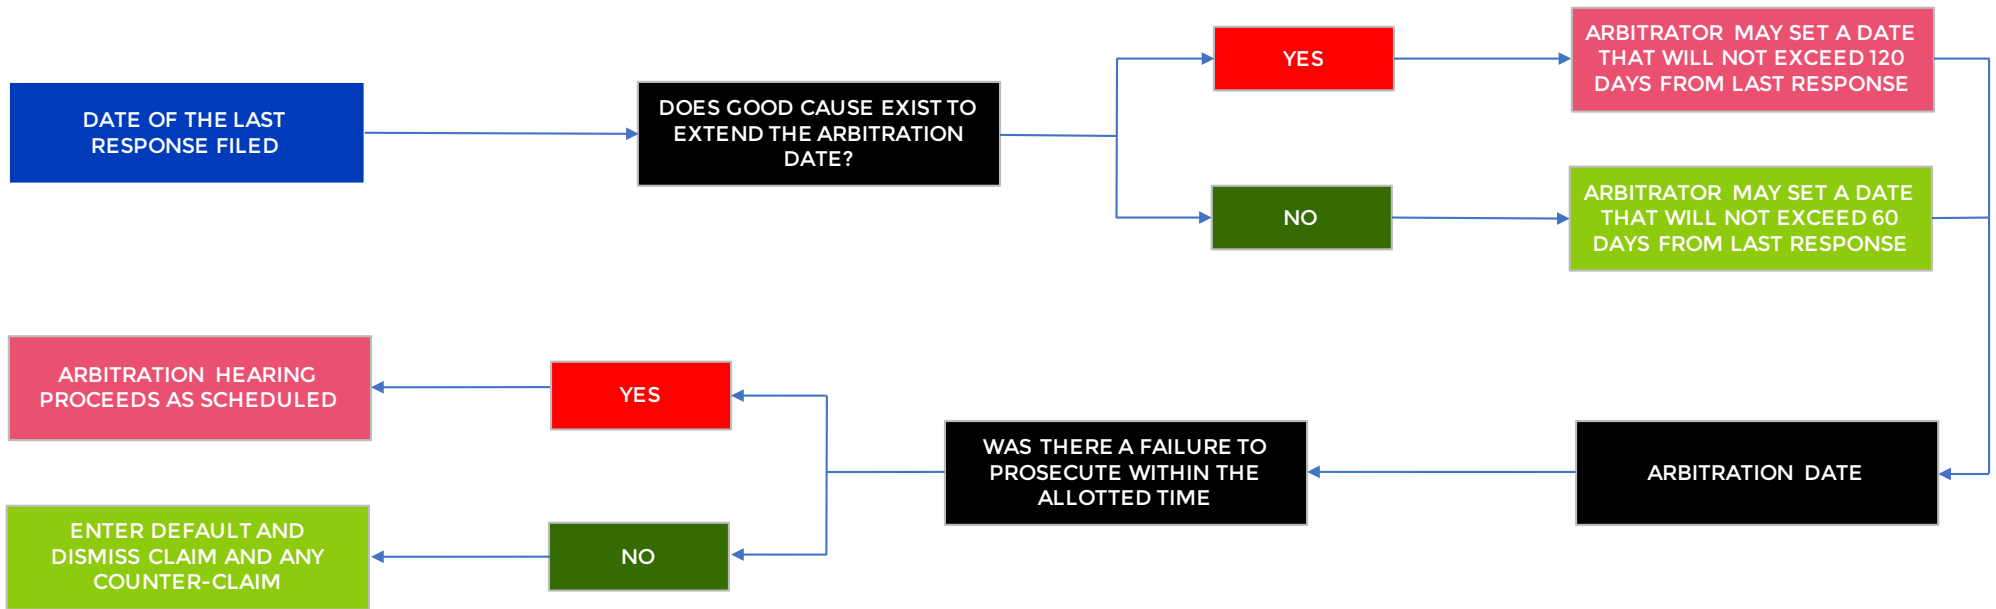 DATE OF THE LAST
RESPONSE FILED
DOES GOOD CAUSE EXIST TO
EXTEND THE ARBITRATION
DATE?
YES
ARBITRATOR MAY SET A DATE
THAT WILL NOT EXCEED 120
DAYS FROM LAST RESPONSE
NO
ARBITRATOR MAY SET A DATE
THAT WILL NOT EXCEED 60
DAYS FROM LAST RESPONSE
ARBITRATION DATE
WAS THERE A FAILURE TO
PROSECUTE WITHIN THE
ALLOTTED TIME
YES
ARBITRATION HEARING
PROCEEDS AS SCHEDULED
NO
ENTER DEFAULT AND
DISMISS CLAIM AND ANY
COUNTER-CLAIM